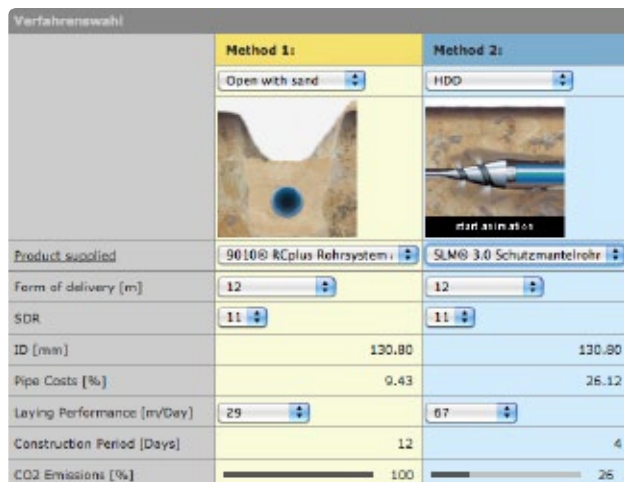 Verfahrenswahl
Method 1: Method 2:
Open with sand HDD
start animation
Product supplied 9010® RCplus Rohrsystem SLM® 3.0 Schutzmantelrohr
Form of delivery [m] 12 12
SDR 11 11
ID [mm] 130.80 130.80
Pipe Costs [%] 9.43 26.12
Laying Performance [m/Day] 29 67
Construction Period [Days] 12 4
CO2 Emissions [%] 100 26